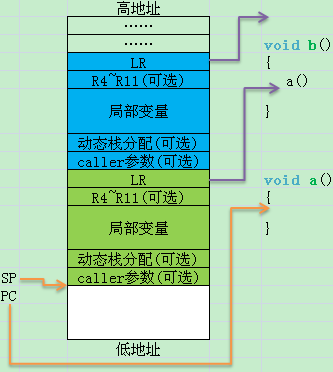 高地址
……
……
LR
R4~R11(可选)
局部变量
动态栈分配(可选)
caller参数(可选)
LR
R4~R11(可选)
局部变量
动态栈分配(可选)
caller参数(可选)
SP
PC
低地址
void b()
{
a()
}
void a()
{
}